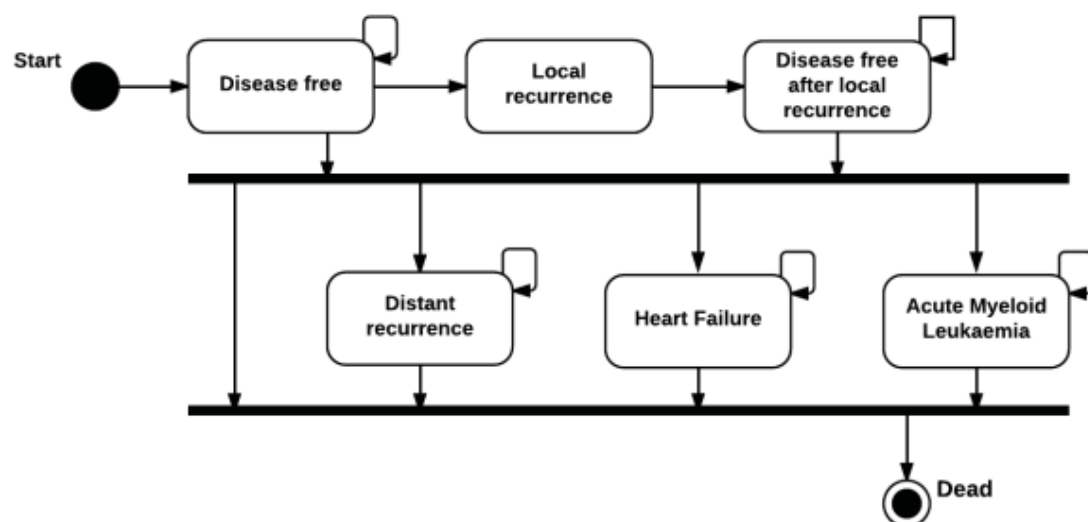 Start
Disease free
Local
recurrence
Disease free
after local
recurrence
Distant
recurrence
Heart Failure
Acute Myeloid
Leukaemia
Dead